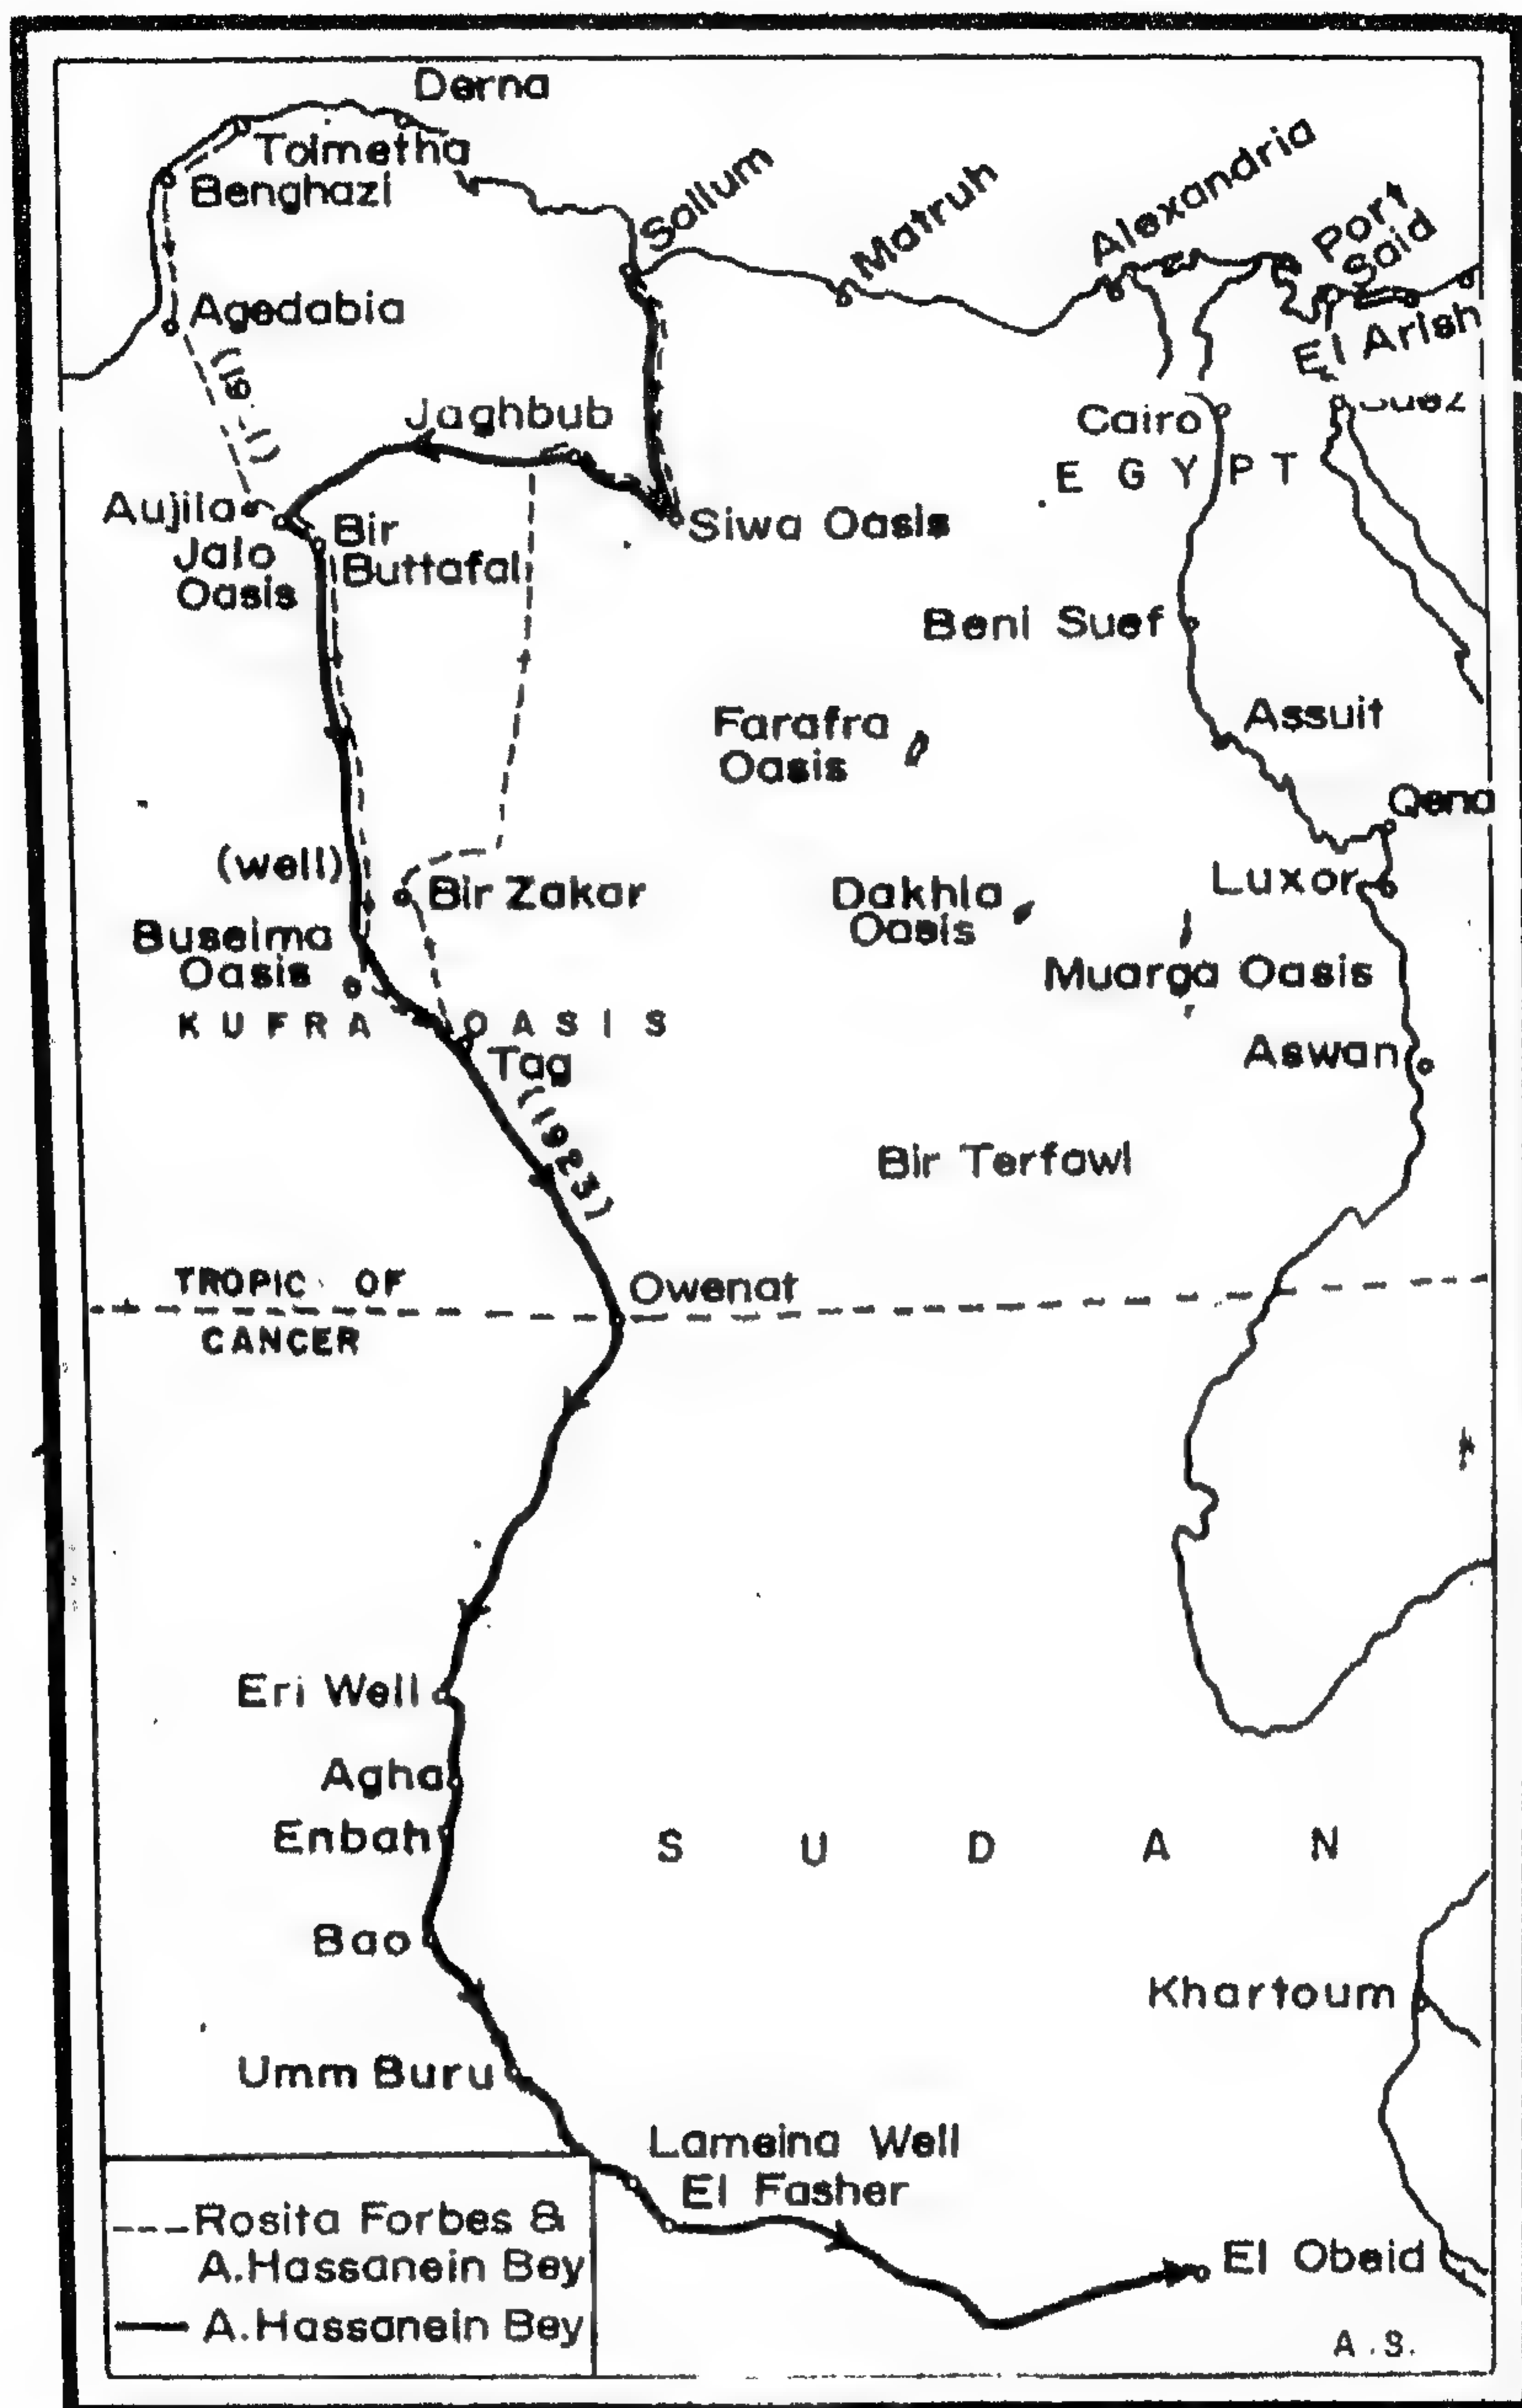 Derna
Tolmetha
Benghazi
Sollum
Matruh
Alexandria
Port
Said
Agedabia
El Arish
Jaghbub
Cairo
EGYPT
Aujila
Siwa Oasis
Bir
Buttafal
Jalo
Oasis
Beni Suef
Farafra
Oasis
Assuit
Qena
(well)
Bir Zakar
Dakhla
Oasis
Luxor
Buseima
Oasis
Muarga Oasis
KUFRA OASIS
Tag
Aswan
(1923)
Bir Terfawi
TROPIC OF
CANCER
Owenat
Eri Well
Agha
Enbah
SUDAN
Bao
Khartoum
Umm Buru
Lameina Well
El Fasher
Rosita Forbes &
A.Hassanein Bey
A.Hassanein Bey
El Obeid
A.S.